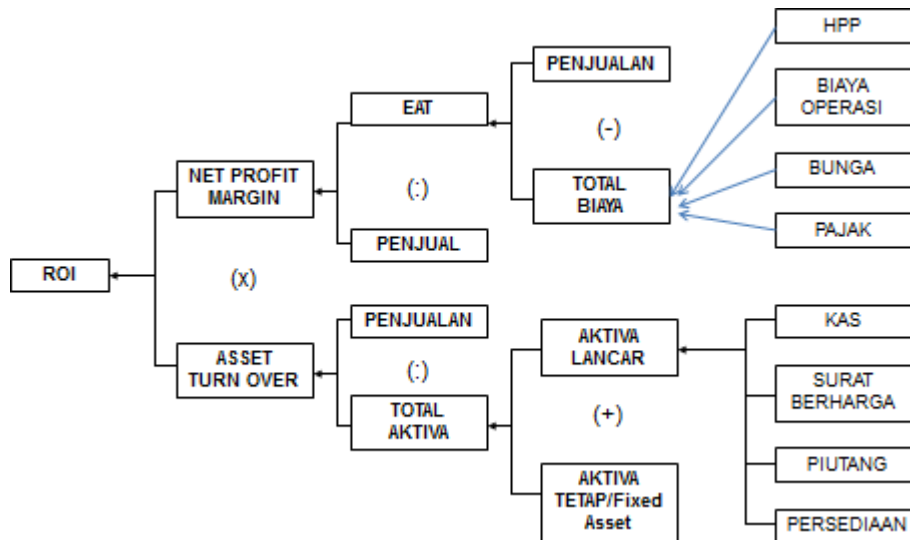 HPP
PENJUALAN
BIAYA
OPERASI
EAT
(-)
NET PROFIT
MARGIN
(:)
TOTAL
BIAYA
BUNGA
PENJUAL
PAJAK
ROI
(x)
PENJUALAN
KAS
ASSET
TURN OVER
(:)
AKTIVA
LANCAR
SURAT
BERHARGA
TOTAL
AKTIVA
(+)
PIUTANG
AKTIVA
TETAP/Fixed
Asset
PERSEDIAAN